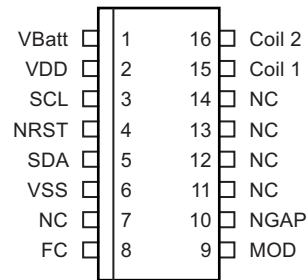 VBatt 1 16 Coil 2
VDD 2 15 Coil 1
SCL 3 14 NC
NRST 4 13 NC
SDA 5 12 NC
VSS 6 11 NC
NC 7 10 NGAP
FC 8 9 MOD